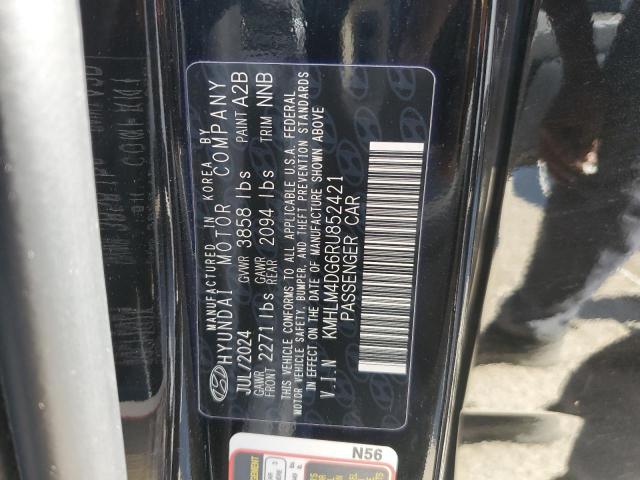 MANUFACTURED IN KOREA BY
HYUNDAI MOTOR COMPANY
JUL/2024 GVWR 3858 lbs PAINT A2B
GAWR FRONT 2271 lbs GAWR REAR 2094 lbs TRIM NNB
THIS VEHICLE CONFORMS TO ALL APPLICABLE U.S.A. FEDERAL
MOTOR VEHICLE SAFETY, BUMPER, AND THEFT PREVENTION STANDARDS
IN EFFECT ON THE DATE OF MANUFACTURE SHOWN ABOVE
V.I.N KMHLM4DG6RU852421
PASSENGER CAR
N56